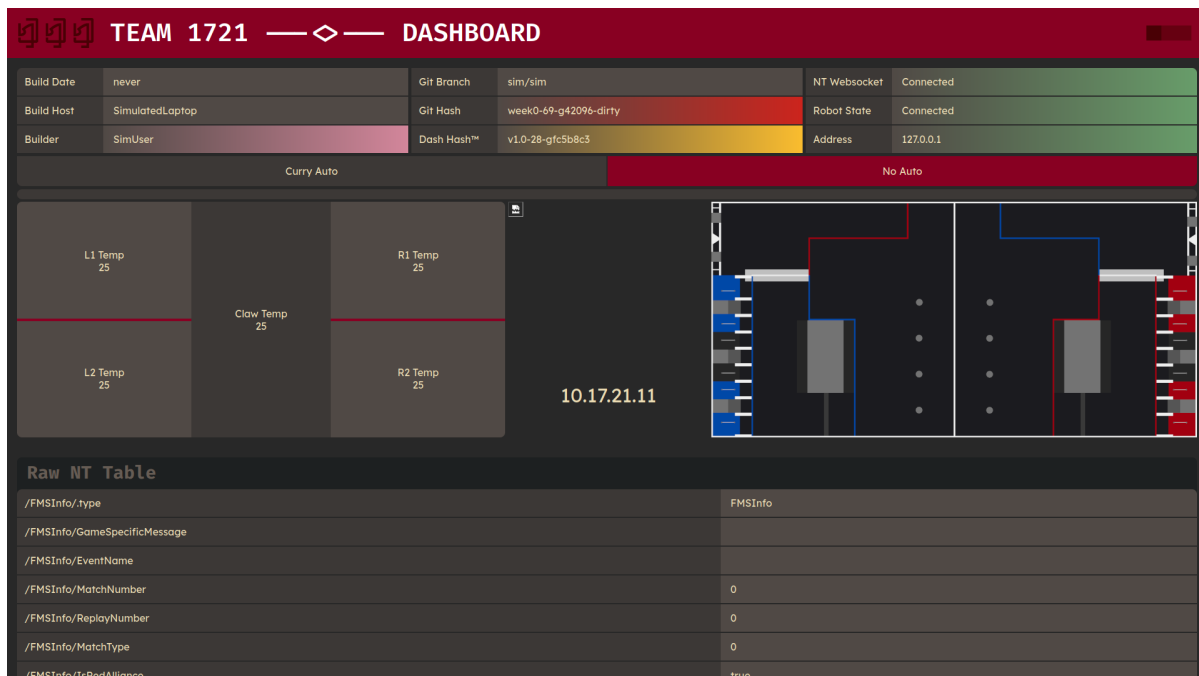 TEAM 1721 DASHBOARD
Build Date never Git Branch sim/sim NT Websocket Connected
Build Host SimulatedLaptop Git Hash week0-69-g42096-dirty Robot State Connected
Builder SimUser Dash Hash™ v1.0-28-gfc5b8c3 Address 127.0.0.1
Curry Auto No Auto
L1 Temp
25
R1 Temp
25
Claw Temp
25
L2 Temp
25
R2 Temp
25
10.17.21.11
Raw NT Table
/FMSInfo/.type FMSInfo
/FMSInfo/GameSpecificMessage
/FMSInfo/EventName
/FMSInfo/MatchNumber 0
/FMSInfo/ReplayNumber 0
/FMSInfo/MatchType 0
/FMSInfo/IsRedAlliance true